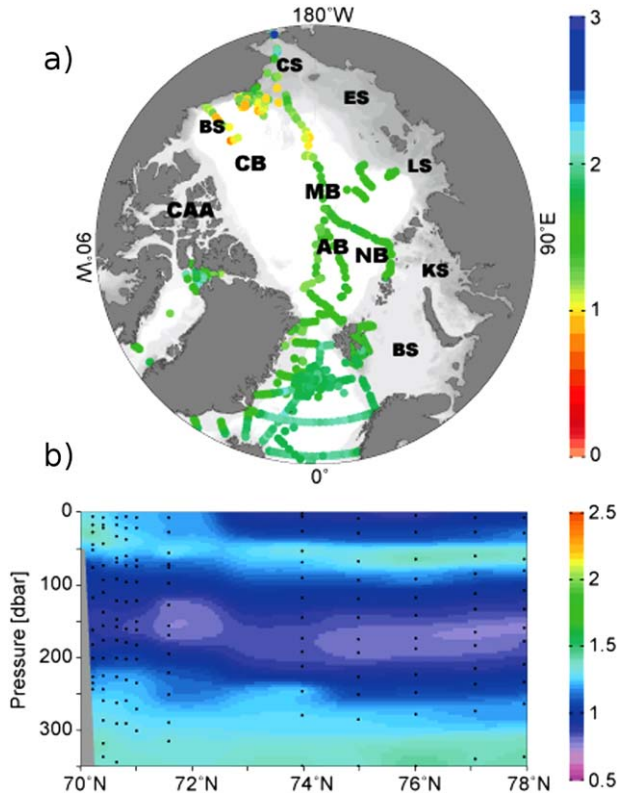 180°W
a)
CS
ES
BS
CB
LS
MB
CAA
AB
NB
KS
BS
90°W
90°E
0°
3
2
1
0
b)
Pressure [dbar]
0
100
200
300
70°N
72°N
74°N
76°N
78°N
2.5
2
1.5
1
0.5